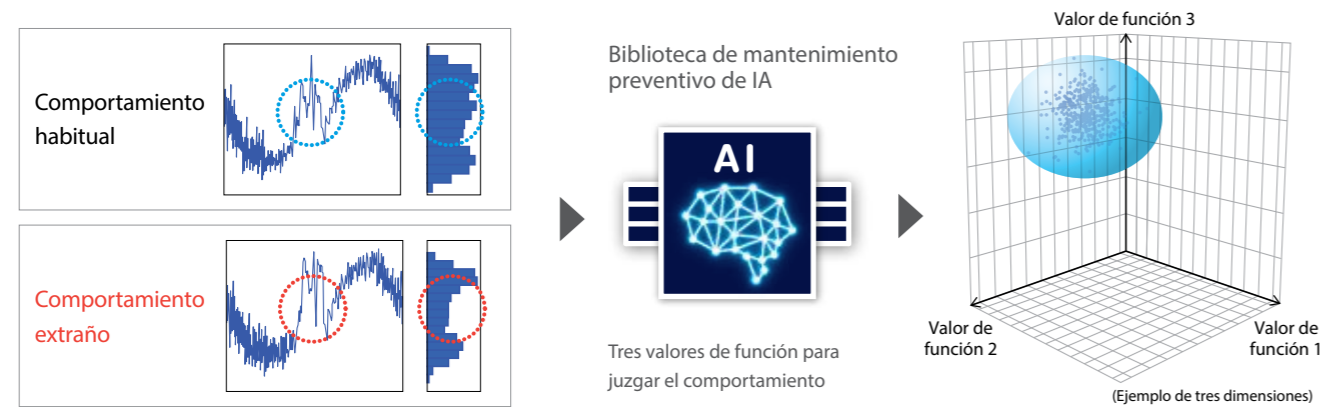 Comportamiento
habitual
Comportamiento
extraño
Biblioteca de mantenimiento
preventivo de IA
AI
Tres valores de función para
juzgar el comportamiento
Valor de función 3
Valor de
función 2
Valor de
función 1
(Ejemplo de tres dimensiones)